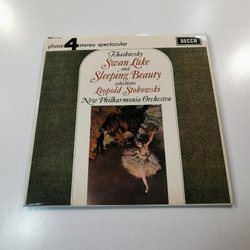 phase 4 stereo spectacular
DECCA
Tchaikovsky
Swan Lake
and
Sleeping Beauty
selections
Leopold Stokowski
New Philharmonia Orchestra